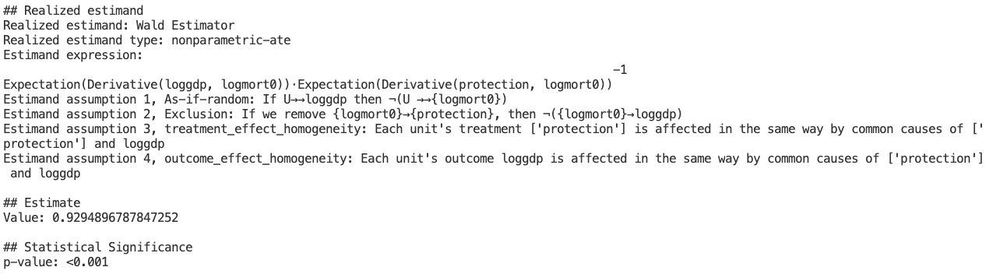 ## Realized estimand
Realized estimand: Wald Estimator
Realized estimand type: nonparametric-ate
Estimand expression:
-1
Expectation(Derivative(loggdp, logmort0))⋅Expectation(Derivative(protection, logmort0))
Estimand assumption 1, As-if-random: If U→→loggdp then ¬(U →→{logmort0})
Estimand assumption 2, Exclusion: If we remove {logmort0}→{protection}, then ¬({logmort0}→loggdp)
Estimand assumption 3, treatment_effect_homogeneity: Each unit's treatment ['protection'] is affected in the same way by common causes of ['
protection'] and loggdp
Estimand assumption 4, outcome_effect_homogeneity: Each unit's outcome loggdp is affected in the same way by common causes of ['protection']
and loggdp
## Estimate
Value: 0.9294896787847252
## Statistical Significance
p-value: <0.001